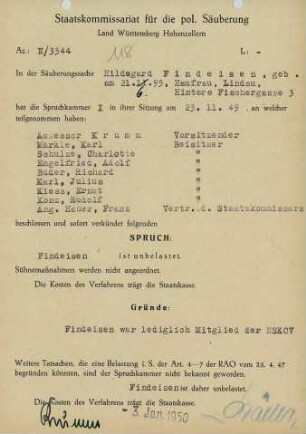 Staatskommissariat für die pol. Säuberung
Land Württemberg Hohenzollern
Az.: II/3544 118 L: -
In der Säuberungssache Hildegard Findeisen, geb.
am 21.6.95, Hausfrau, Lindau,
Hintere Fischergasse 3
hat die Spruchkammer I in ihrer Sitzung am 23.11.49 an welcher
teilgenommen haben:
Assessor Krumm Vorsitzender
Märkle, Karl Beisitzer
Schulze, Charlotte "
Engelfried, Adolf "
Bader, Richard "
Karl, Julius "
Kiess, Ernst "
Konz, Rudolf "
Ang. Hauer, Franz Vertr.d. Staatskommissars
beschlossen und sofort verkündet folgenden
SPRUCH:
Findeisen ist unbelastet.
Sühnemaßnahmen werden nicht angeordnet.
Die Kosten des Verfahrens trägt die Staatskasse.
Gründe:
Findeisen war lediglich Mitglied der NSKOV
Weitere Tatsachen, die eine Belastung i. S. der Art. 4—7 der RAO vom 25. 4. 47
begründen könnten, sind der Spruchkammer nicht bekannt geworden.
Findeisen ist daher unbelastet.
Die Kosten des Verfahrens trägt die Staatskasse.
Krumm -3. Jan. 1950